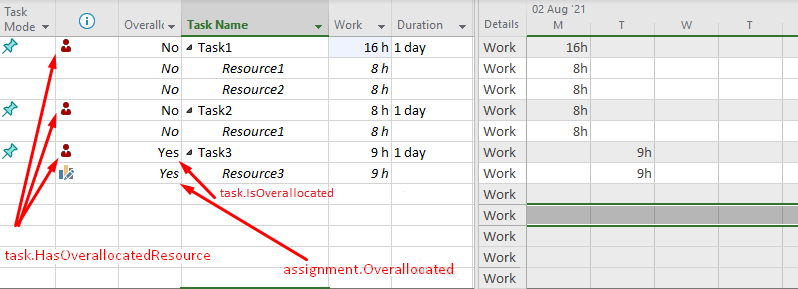 02 Aug '21
Task Mode Overallo Task Name Work Duration Details M T W T
No Task1 16 h 1 day Work 16h
No Resource1 8 h Work 8h
No Resource2 8 h Work 8h
No Task2 8 h 1 day Work 8h
No Resource1 8 h Work 8h
Yes Task3 9 h 1 day Work 9h
Yes Resource3 9 h Work 9h
task.IsOverallocated
Work
Work
task.HasOverallocatedResource
Work
assignment.Overallocated
Work
Work